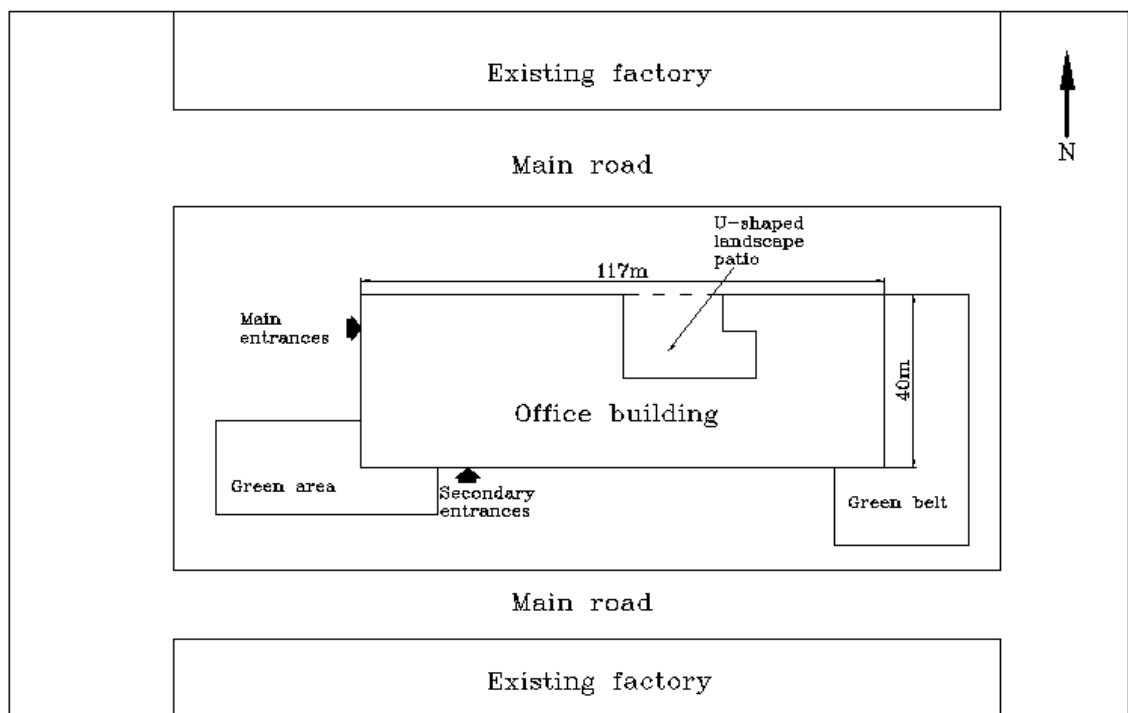 Existing factory
N
Main road
U-shaped
landscape
patio
117m
Main
entrances
40m
Office building
Green area
Secondary
entrances
Green belt
Main road
Existing factory